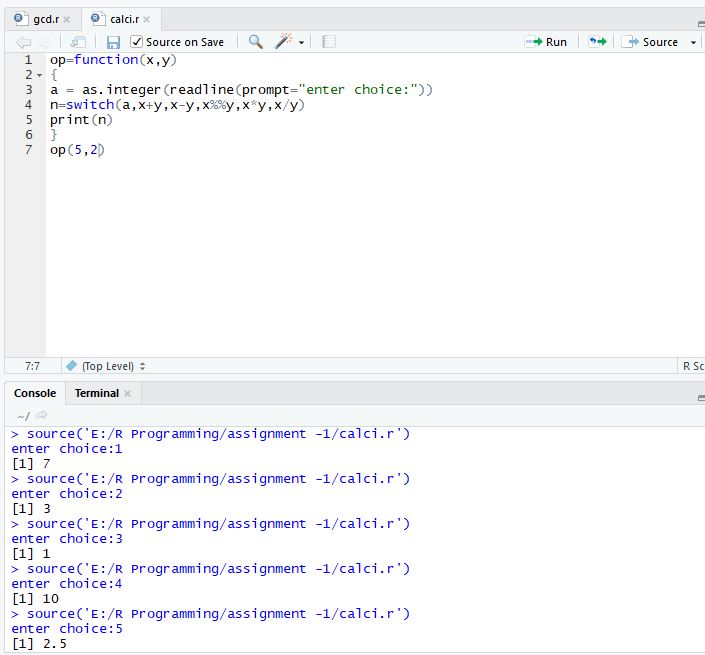 gcd.r × calci.r ×
Source on Save Run Source
1 op=function(x,y)
2 {
3 a = as.integer(readline(prompt="enter choice:"))
4 n=switch(a,x+y,x-y,x%%y,x*y,x/y)
5 print(n)
6 }
7 op(5,2)
7:7 (Top Level) R Sc
Console Terminal ×
~/
> source('E:/R Programming/assignment -1/calci.r')
enter choice:1
[1] 7
> source('E:/R Programming/assignment -1/calci.r')
enter choice:2
[1] 3
> source('E:/R Programming/assignment -1/calci.r')
enter choice:3
[1] 1
> source('E:/R Programming/assignment -1/calci.r')
enter choice:4
[1] 10
> source('E:/R Programming/assignment -1/calci.r')
enter choice:5
[1] 2.5